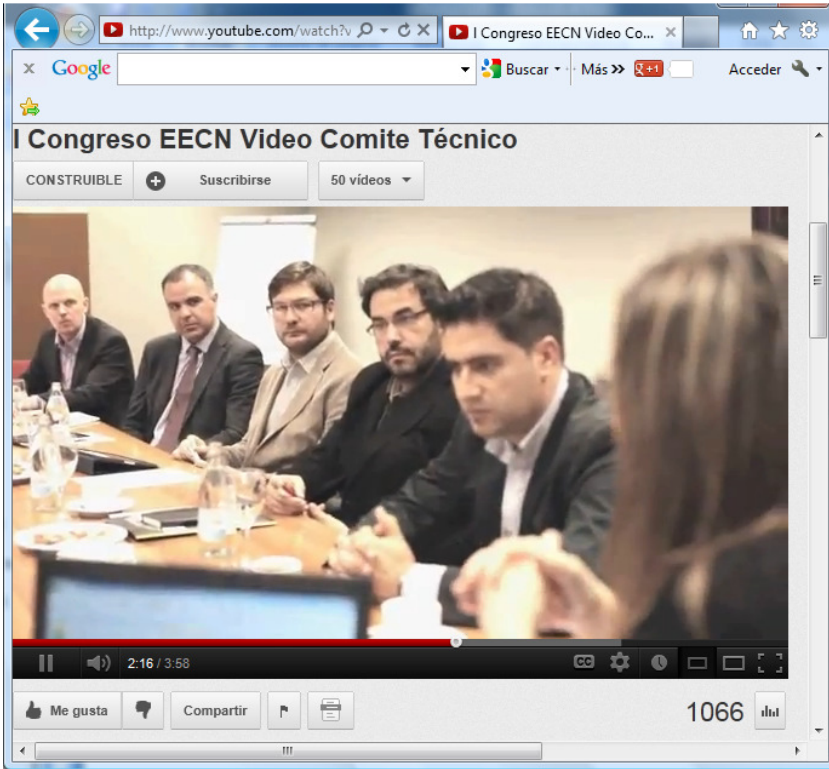 http://www.youtube.com/watch?v
I Congreso EECN Video Co...
Google
Buscar
Más >>
g +1
Acceder
I Congreso EECN Video Comite Técnico
CONSTRUIBLE
Suscribirse
50 vídeos
2:16 / 3:58
CC
Me gusta
Compartir
1066